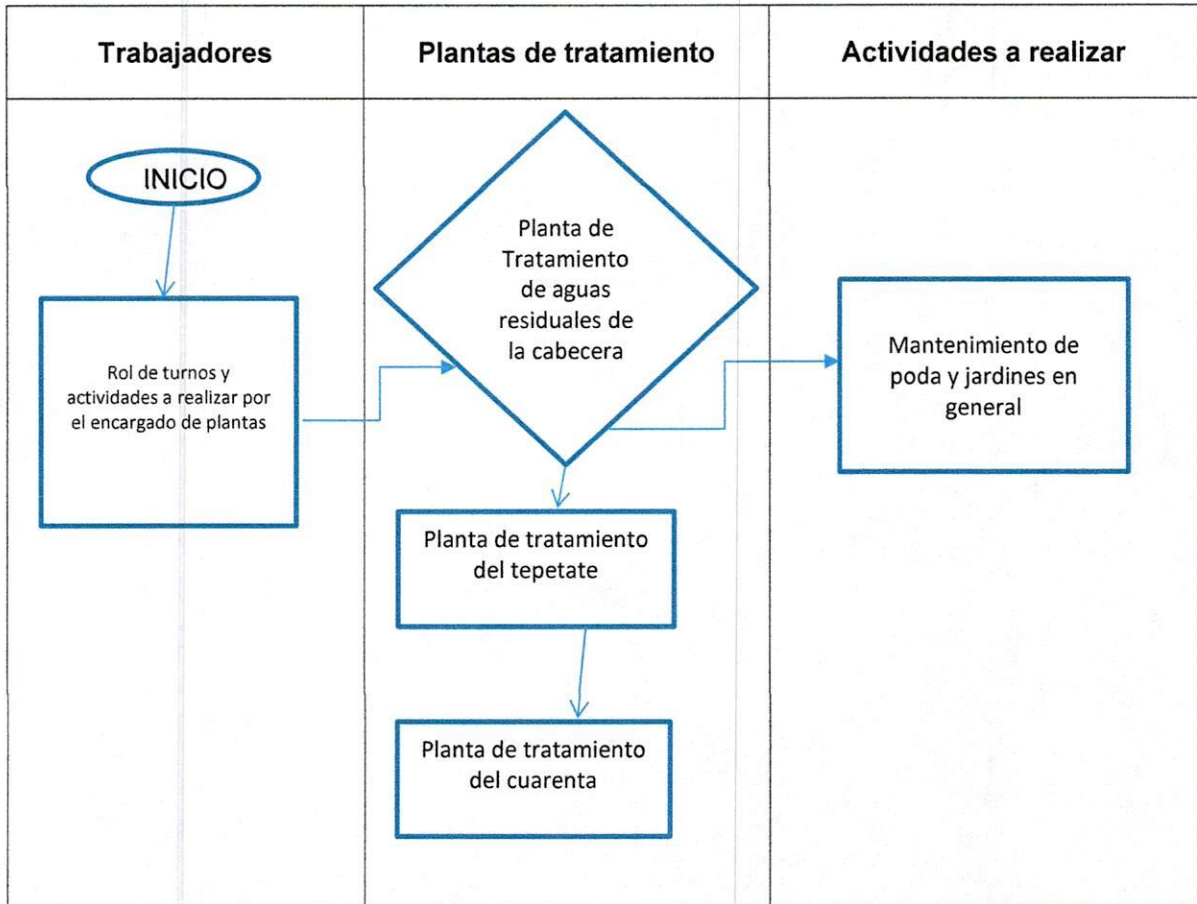 Trabajadores
Plantas de tratamiento
Actividades a realizar
INICIO
Rol de turnos y
actividades a realizar por
el encargado de plantas
Planta de
Tratamiento
de aguas
residuales de
la cabecera
Mantenimiento de
poda y jardines en
general
Planta de tratamiento
del tepetate
Planta de tratamiento
del cuarenta